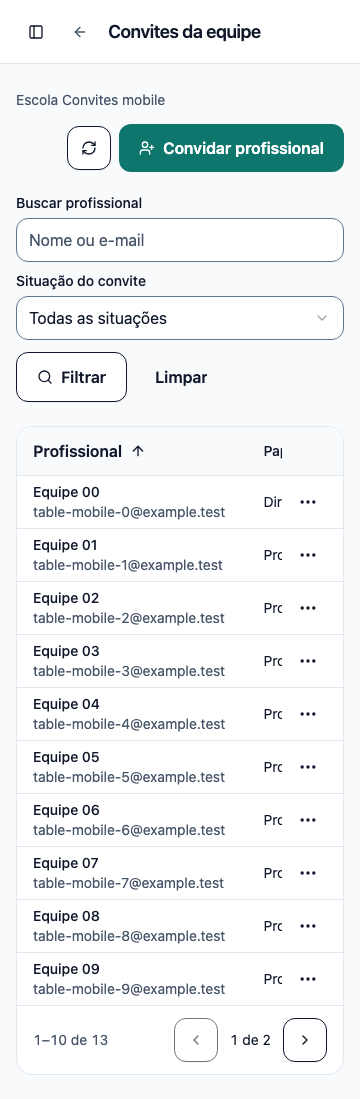 Convites da equipe
Escola Convites mobile
Convidar profissional
Buscar profissional
Nome ou e-mail
Situação do convite
Todas as situações
Filtrar
Limpar
Profissional
Equipe 00
table-mobile-0@example.test
Equipe 01
table-mobile-1@example.test
Equipe 02
table-mobile-2@example.test
Equipe 03
table-mobile-3@example.test
Equipe 04
table-mobile-4@example.test
Equipe 05
table-mobile-5@example.test
Equipe 06
table-mobile-6@example.test
Equipe 07
table-mobile-7@example.test
Equipe 08
table-mobile-8@example.test
Equipe 09
table-mobile-9@example.test
1–10 de 13
1 de 2